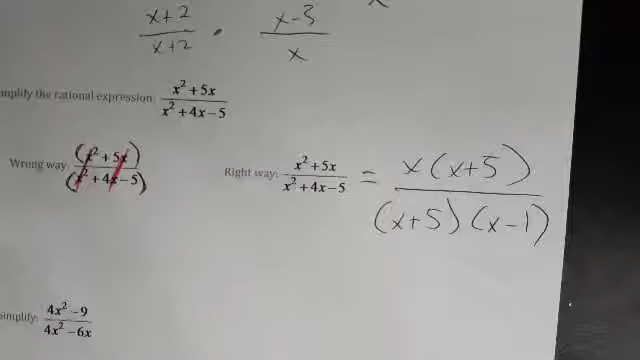 x+2 / x+2 · x-3 / x
mplify the rational expression: x²+5x / x²+4x-5
Wrong way: (x²+5x) / (x²+4x-5)
Right way: x²+5x / x²+4x-5 = x(x+5) / (x+5)(x-1)
simplify: 4x²-9 / 4x²-6x